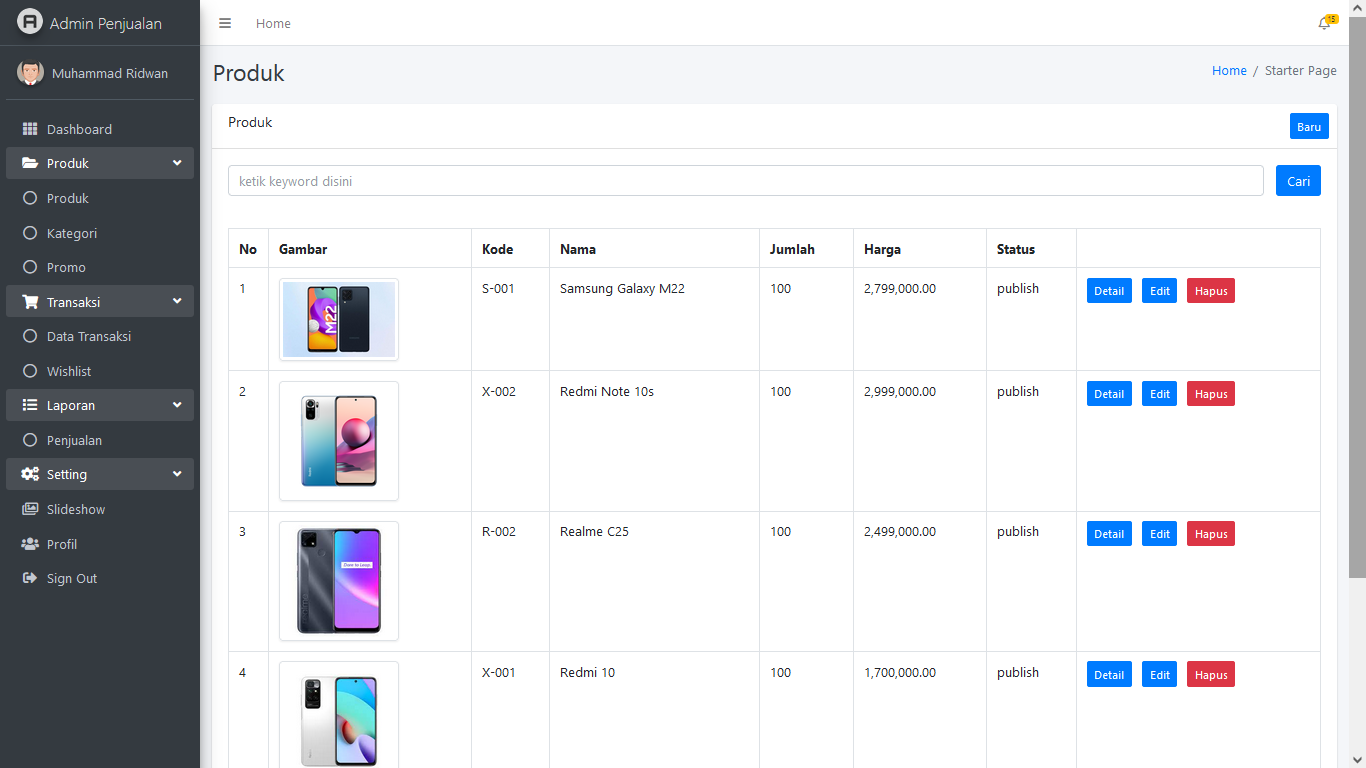 Admin Penjualan
Home
15
Muhammad Ridwan
Dashboard
Produk
Produk
Kategori
Promo
Transaksi
Data Transaksi
Wishlist
Laporan
Penjualan
Setting
Slideshow
Profil
Sign Out
Produk
Home / Starter Page
Produk
Baru
ketik keyword disini
Cari
No Gambar Kode Nama Jumlah Harga Status
1 S-001 Samsung Galaxy M22 100 2,799,000.00 publish Detail Edit Hapus
M22
2 X-002 Redmi Note 10s 100 2,999,000.00 publish Detail Edit Hapus
3 R-002 Realme C25 100 2,499,000.00 publish Detail Edit Hapus
Dare to Leap
4 X-001 Redmi 10 100 1,700,000.00 publish Detail Edit Hapus